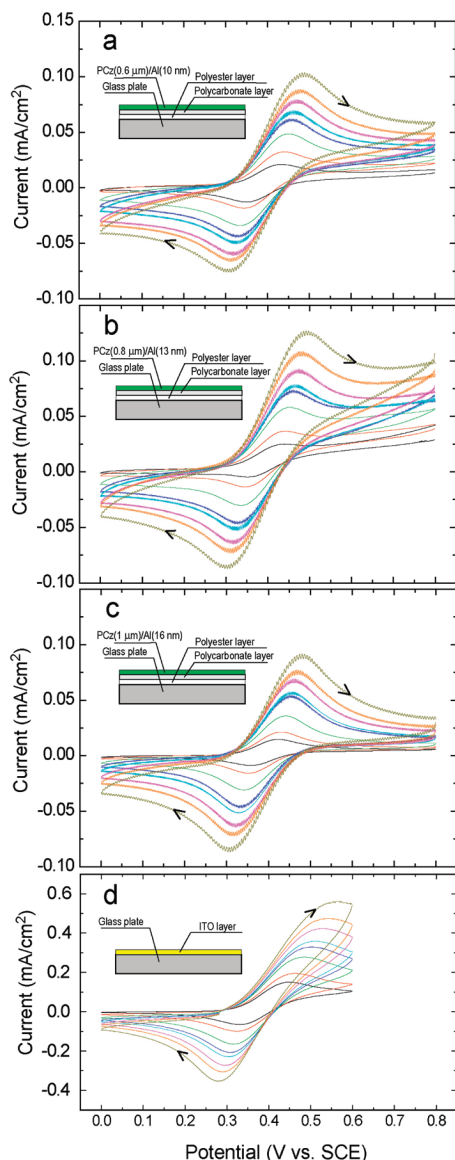 a
PCz(0.6 μm)/Al(10 nm)
Polyester layer
Glass plate
Polycarbonate layer
Current (mA/cm²)
0.15
0.10
0.05
0.00
-0.05
-0.10
b
PCz(0.8 μm)/Al(13 nm)
Polyester layer
Glass plate
Polycarbonate layer
Current (mA/cm²)
0.15
0.10
0.05
0.00
-0.05
-0.10
c
PCz(1 μm)/Al(16 nm)
Polyester layer
Glass plate
Polycarbonate layer
Current (mA/cm²)
0.10
0.05
0.00
-0.05
-0.10
d
Glass plate
ITO layer
Current (mA/cm²)
0.6
0.4
0.2
0.0
-0.2
-0.4
0.0 0.1 0.2 0.3 0.4 0.5 0.6 0.7 0.8
Potential (V vs. SCE)